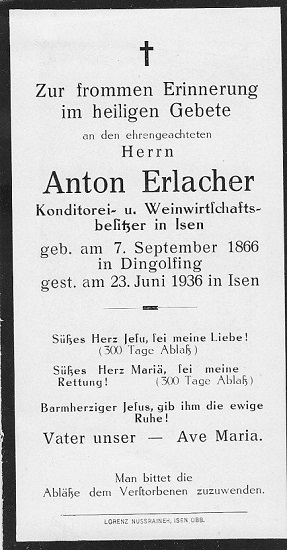 Zur frommen Erinnerung
im heiligen Gebete
an den ehrengeachteten
Herrn
Anton Erlacher
Konditorei- u. Weinwirtſchafts-
beſitzer in Isen
geb. am 7. September 1866
in Dingolfing
gest. am 23. Juni 1936 in Isen
Süßes Herz Jeſu, ſei meine Liebe!
(300 Tage Ablaß)
Süßes Herz Mariä, ſei meine
Rettung! (300 Tage Ablaß)
Barmherziger Jeſus, gib ihm die ewige
Ruhe!
Vater unser — Ave Maria.
Man bittet die
Abläße dem Verſtorbenen zuzuwenden.
LORENZ NUSSRAINER, ISEN OBB.